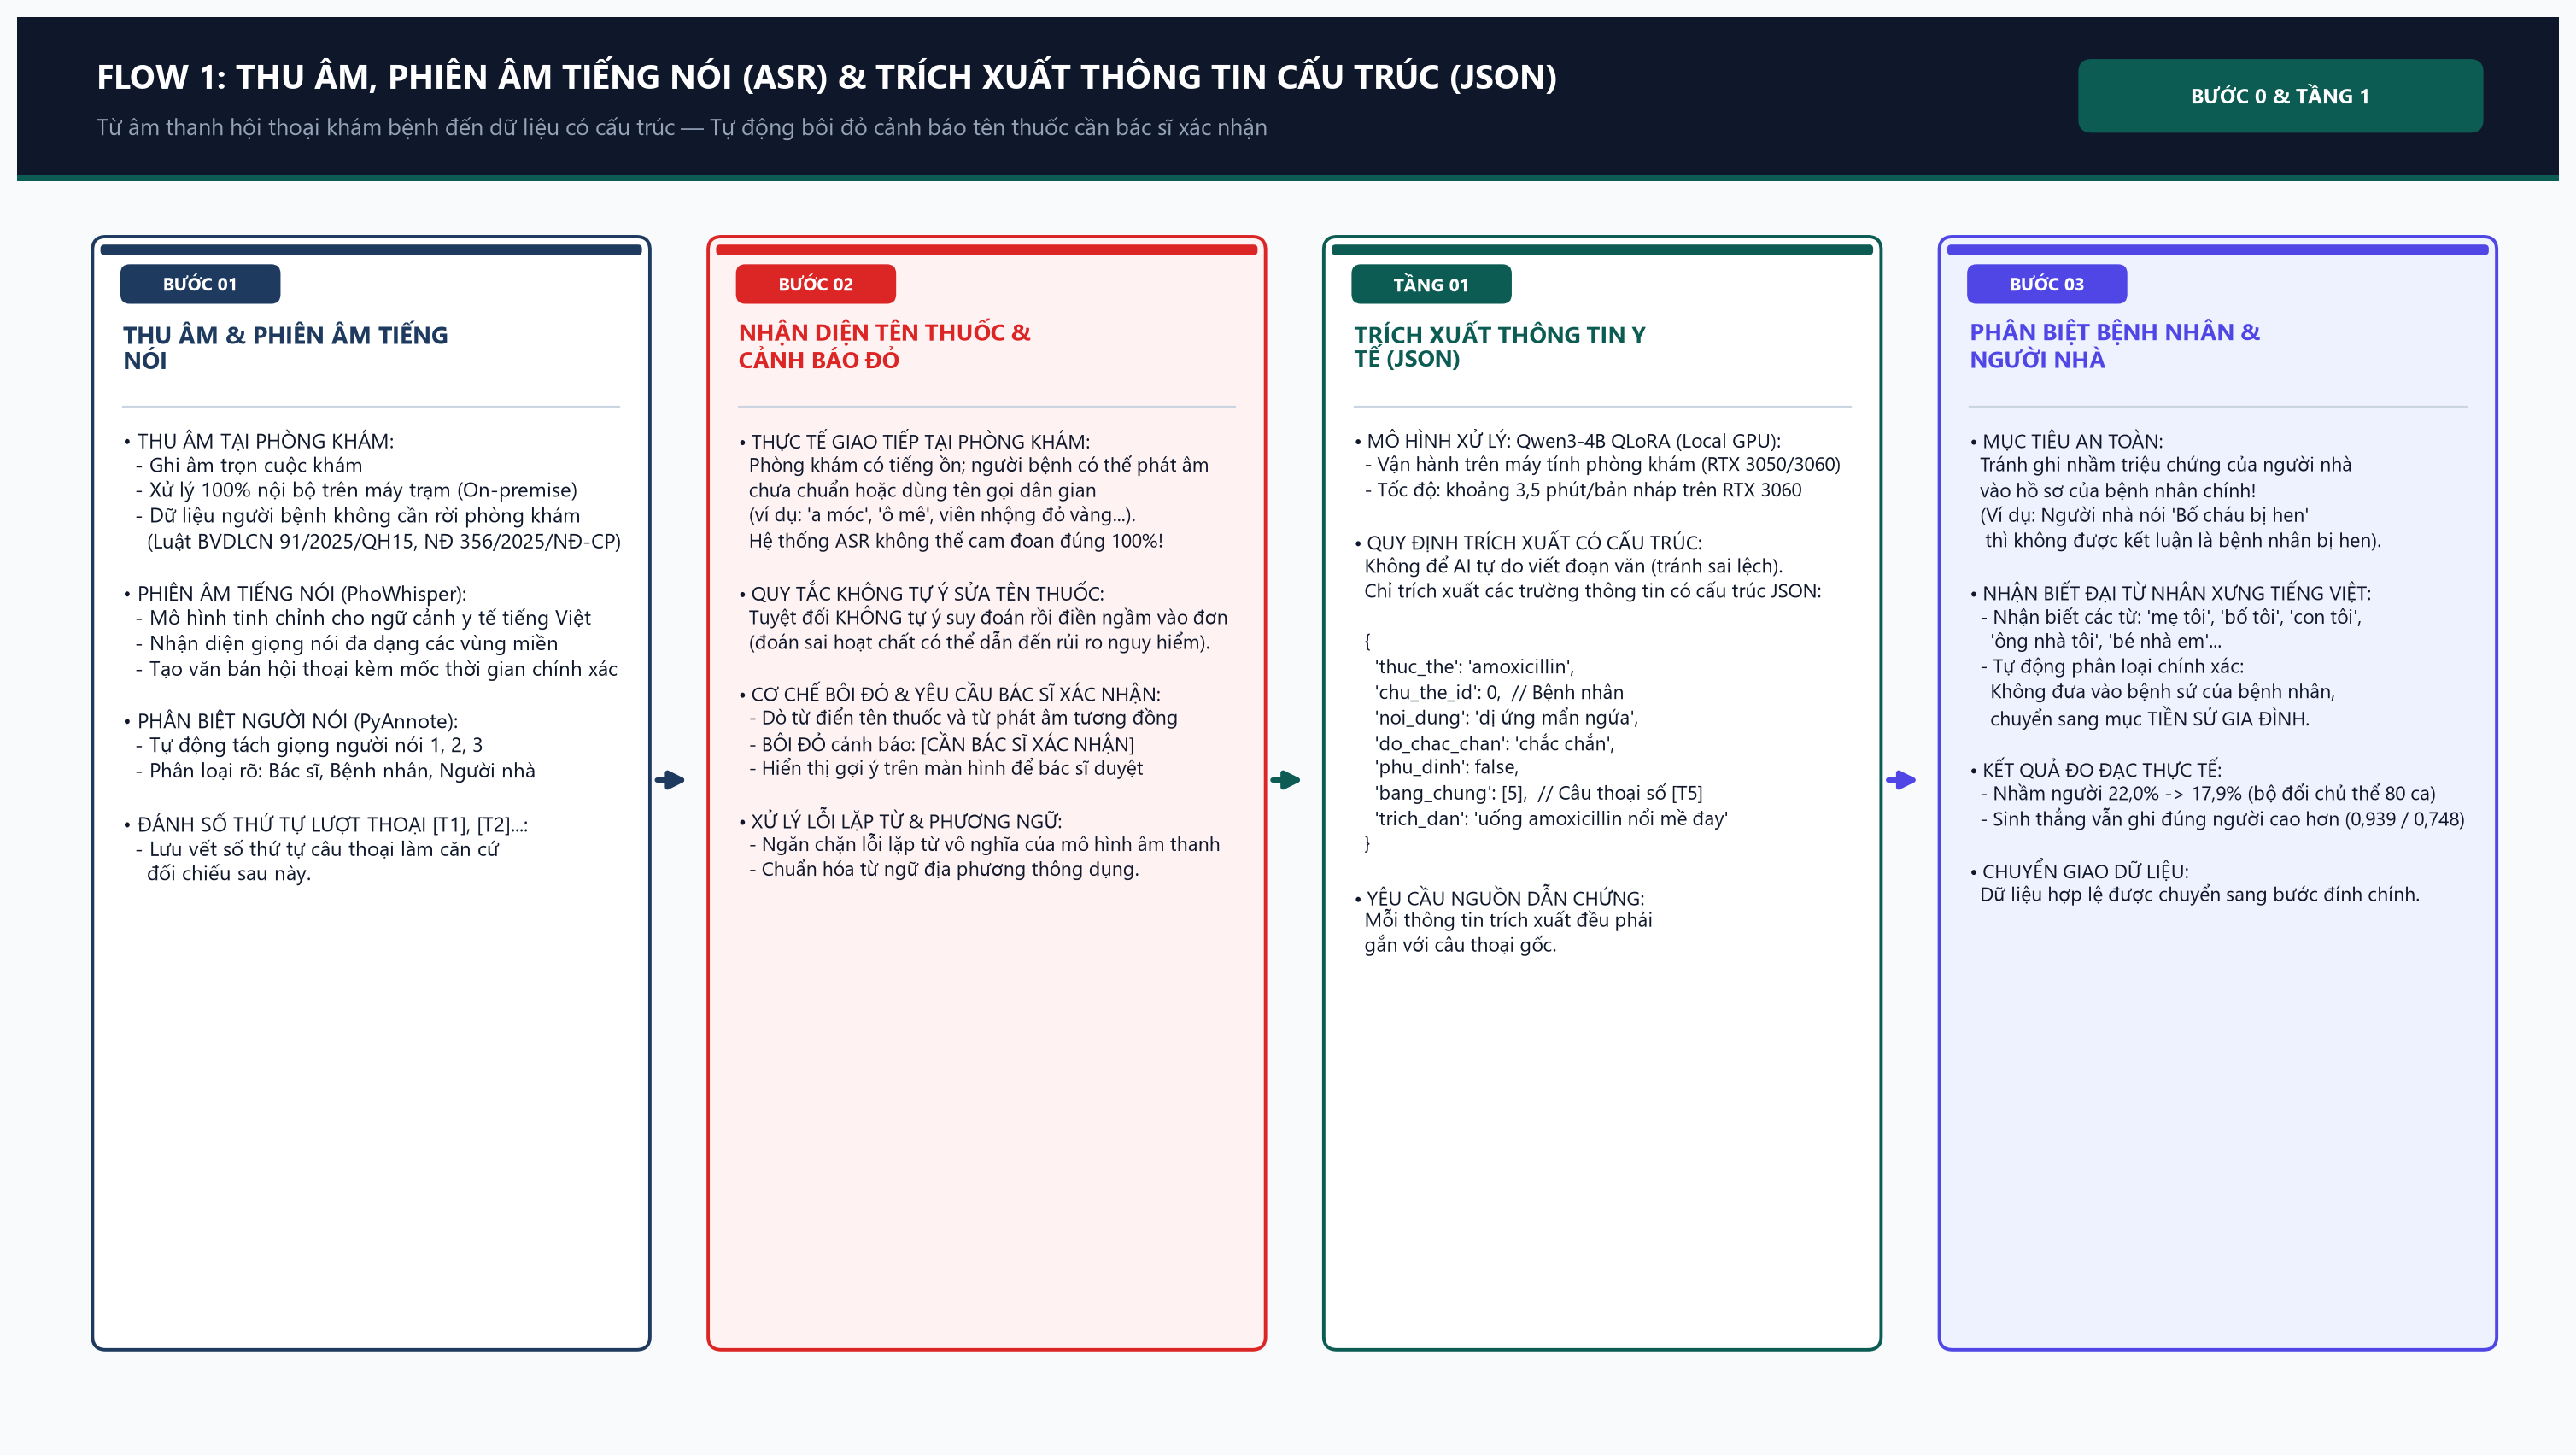 FLOW 1: THU ÂM, PHIÊN ÂM TIẾNG NÓI (ASR) & TRÍCH XUẤT THÔNG TIN CẤU TRÚC (JSON)
Từ âm thanh hội thoại khám bệnh đến dữ liệu có cấu trúc — Tự động bôi đỏ cảnh báo tên thuốc cần bác sĩ xác nhận
BƯỚC 0 & TẦNG 1
BƯỚC 01
THU ÂM & PHIÊN ÂM TIẾNG
NÓI
• THU ÂM TẠI PHÒNG KHÁM:
- Ghi âm trọn cuộc khám
- Xử lý 100% nội bộ trên máy trạm (On-premise)
- Dữ liệu người bệnh không cần rời phòng khám
(Luật BVDLCN 91/2025/QH15, NĐ 356/2025/NĐ-CP)
• PHIÊN ÂM TIẾNG NÓI (PhoWhisper):
- Mô hình tinh chỉnh cho ngữ cảnh y tế tiếng Việt
- Nhận diện giọng nói đa dạng các vùng miền
- Tạo văn bản hội thoại kèm mốc thời gian chính xác
• PHÂN BIỆT NGƯỜI NÓI (PyAnnote):
- Tự động tách giọng người nói 1, 2, 3
- Phân loại rõ: Bác sĩ, Bệnh nhân, Người nhà
• ĐÁNH SỐ THỨ TỰ LƯỢT THOẠI [T1], [T2]...:
- Lưu vết số thứ tự câu thoại làm căn cứ
đối chiếu sau này.
BƯỚC 02
NHẬN DIỆN TÊN THUỐC &
CẢNH BÁO ĐỎ
• THỰC TẾ GIAO TIẾP TẠI PHÒNG KHÁM:
Phòng khám có tiếng ồn; người bệnh có thể phát âm
chưa chuẩn hoặc dùng tên gọi dân gian
(ví dụ: 'a móc', 'ô mê', viên nhộng đỏ vàng...).
Hệ thống ASR không thể cam đoan đúng 100%!
• QUY TẮC KHÔNG TỰ Ý SỬA TÊN THUỐC:
Tuyệt đối KHÔNG tự ý suy đoán rồi điền ngầm vào đơn
(đoán sai hoạt chất có thể dẫn đến rủi ro nguy hiểm).
• CƠ CHẾ BÔI ĐỎ & YÊU CẦU BÁC SĨ XÁC NHẬN:
- Dò từ điển tên thuốc và từ phát âm tương đồng
- BÔI ĐỎ cảnh báo: [CẦN BÁC SĨ XÁC NHẬN]
- Hiển thị gợi ý trên màn hình để bác sĩ duyệt
• XỬ LÝ LỖI LẶP TỪ & PHƯƠNG NGỮ:
- Ngăn chặn lỗi lặp từ vô nghĩa của mô hình âm thanh
- Chuẩn hóa từ ngữ địa phương thông dụng.
TẦNG 01
TRÍCH XUẤT THÔNG TIN Y
TẾ (JSON)
• MÔ HÌNH XỬ LÝ: Qwen3-4B QLoRA (Local GPU):
- Vận hành trên máy tính phòng khám (RTX 3050/3060)
- Tốc độ: khoảng 3,5 phút/bản nháp trên RTX 3060
• QUY ĐỊNH TRÍCH XUẤT CÓ CẤU TRÚC:
Không để AI tự do viết đoạn văn (tránh sai lệch).
Chỉ trích xuất các trường thông tin có cấu trúc JSON:
{
'thuc_the': 'amoxicillin',
'chu_the_id': 0,  // Bệnh nhân
'noi_dung': 'dị ứng mẩn ngứa',
'do_chac_chan': 'chắc chắn',
'phu_dinh': false,
'bang_chung': [5],  // Câu thoại số [T5]
'trich_dan': 'uống amoxicillin nổi mề đay'
}
• YÊU CẦU NGUỒN DẪN CHỨNG:
Mỗi thông tin trích xuất đều phải
gắn với câu thoại gốc.
BƯỚC 03
PHÂN BIỆT BỆNH NHÂN &
NGƯỜI NHÀ
• MỤC TIÊU AN TOÀN:
Tránh ghi nhầm triệu chứng của người nhà
vào hồ sơ của bệnh nhân chính!
(Ví dụ: Người nhà nói 'Bố cháu bị hen'
thì không được kết luận là bệnh nhân bị hen).
• NHẬN BIẾT ĐẠI TỪ NHÂN XƯNG TIẾNG VIỆT:
- Nhận biết các từ: 'mẹ tôi', 'bố tôi', 'con tôi',
'ông nhà tôi', 'bé nhà em'...
- Tự động phân loại chính xác:
Không đưa vào bệnh sử của bệnh nhân,
chuyển sang mục TIỀN SỬ GIA ĐÌNH.
• KẾT QUẢ ĐO ĐẠC THỰC TẾ:
- Nhầm người 22,0% -> 17,9% (bộ đổi chủ thể 80 ca)
- Sinh thẳng vẫn ghi đúng người cao hơn (0,939 / 0,748)
• CHUYỂN GIAO DỮ LIỆU:
Dữ liệu hợp lệ được chuyển sang bước đính chính.